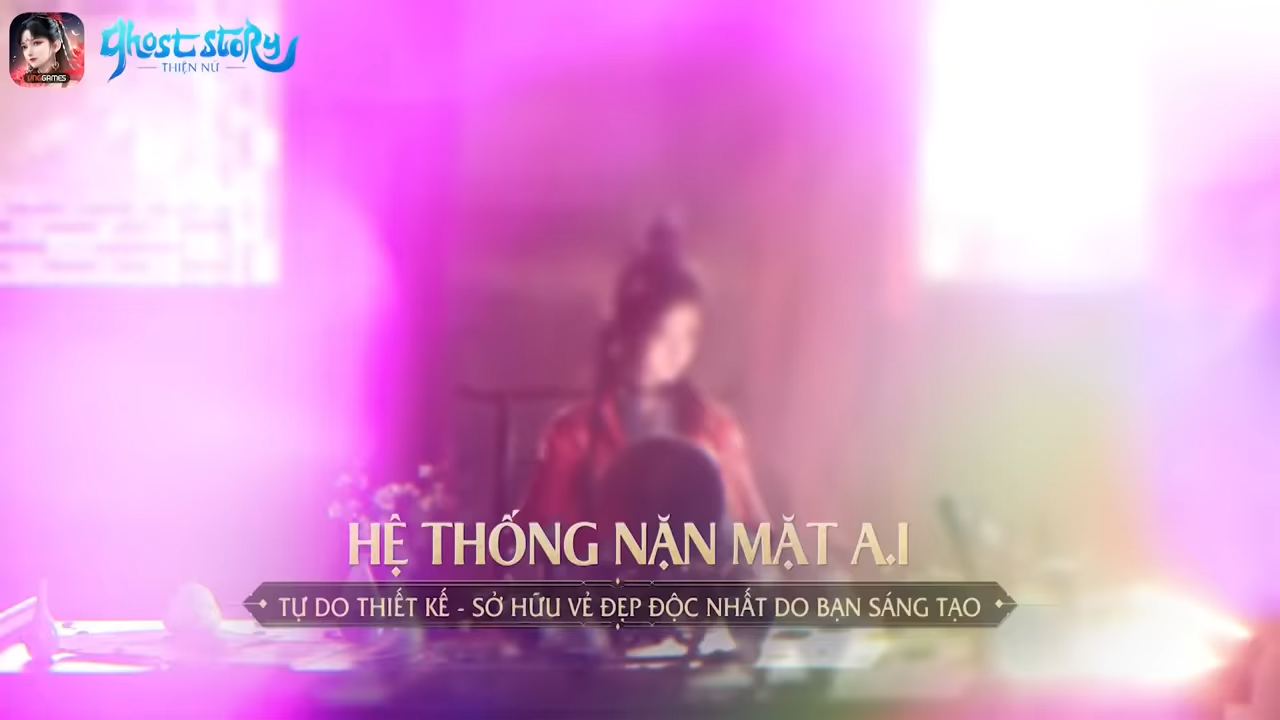 ghost story
THIỆN NỮ
VNGGAMES
HỆ THỐNG NẶN MẶT A.I
TỰ DO THIẾT KẾ - SỞ HỮU VẺ ĐẸP ĐỘC NHẤT DO BẠN SÁNG TẠO